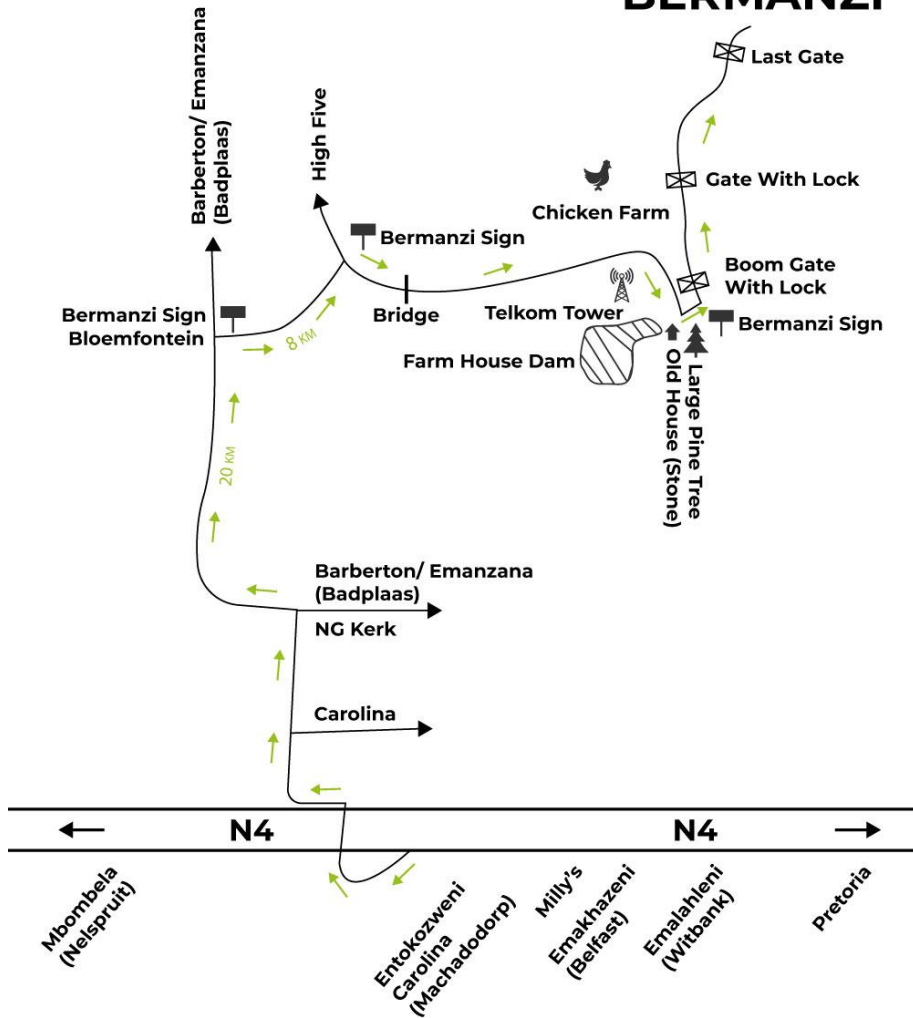 BERMANZI
Last Gate
Barberton/ Emanzana
(Badplaas)
High Five
Gate With Lock
Chicken Farm
Bermanzi Sign
Boom Gate
With Lock
Bermanzi Sign
Bloemfontein
8 KM
Bridge
Telkom Tower
Bermanzi Sign
Farm House Dam
Old House (Stone)
Large Pine Tree
20 KM
Barberton/ Emanzana
(Badplaas)
NG Kerk
Carolina
N4
N4
Mbombela
(Nelspruit)
Entokozweni
Carolina
(Machadodorp)
Milly's
Emakhazeni
(Belfast)
Emalahleni
(Witbank)
Pretoria